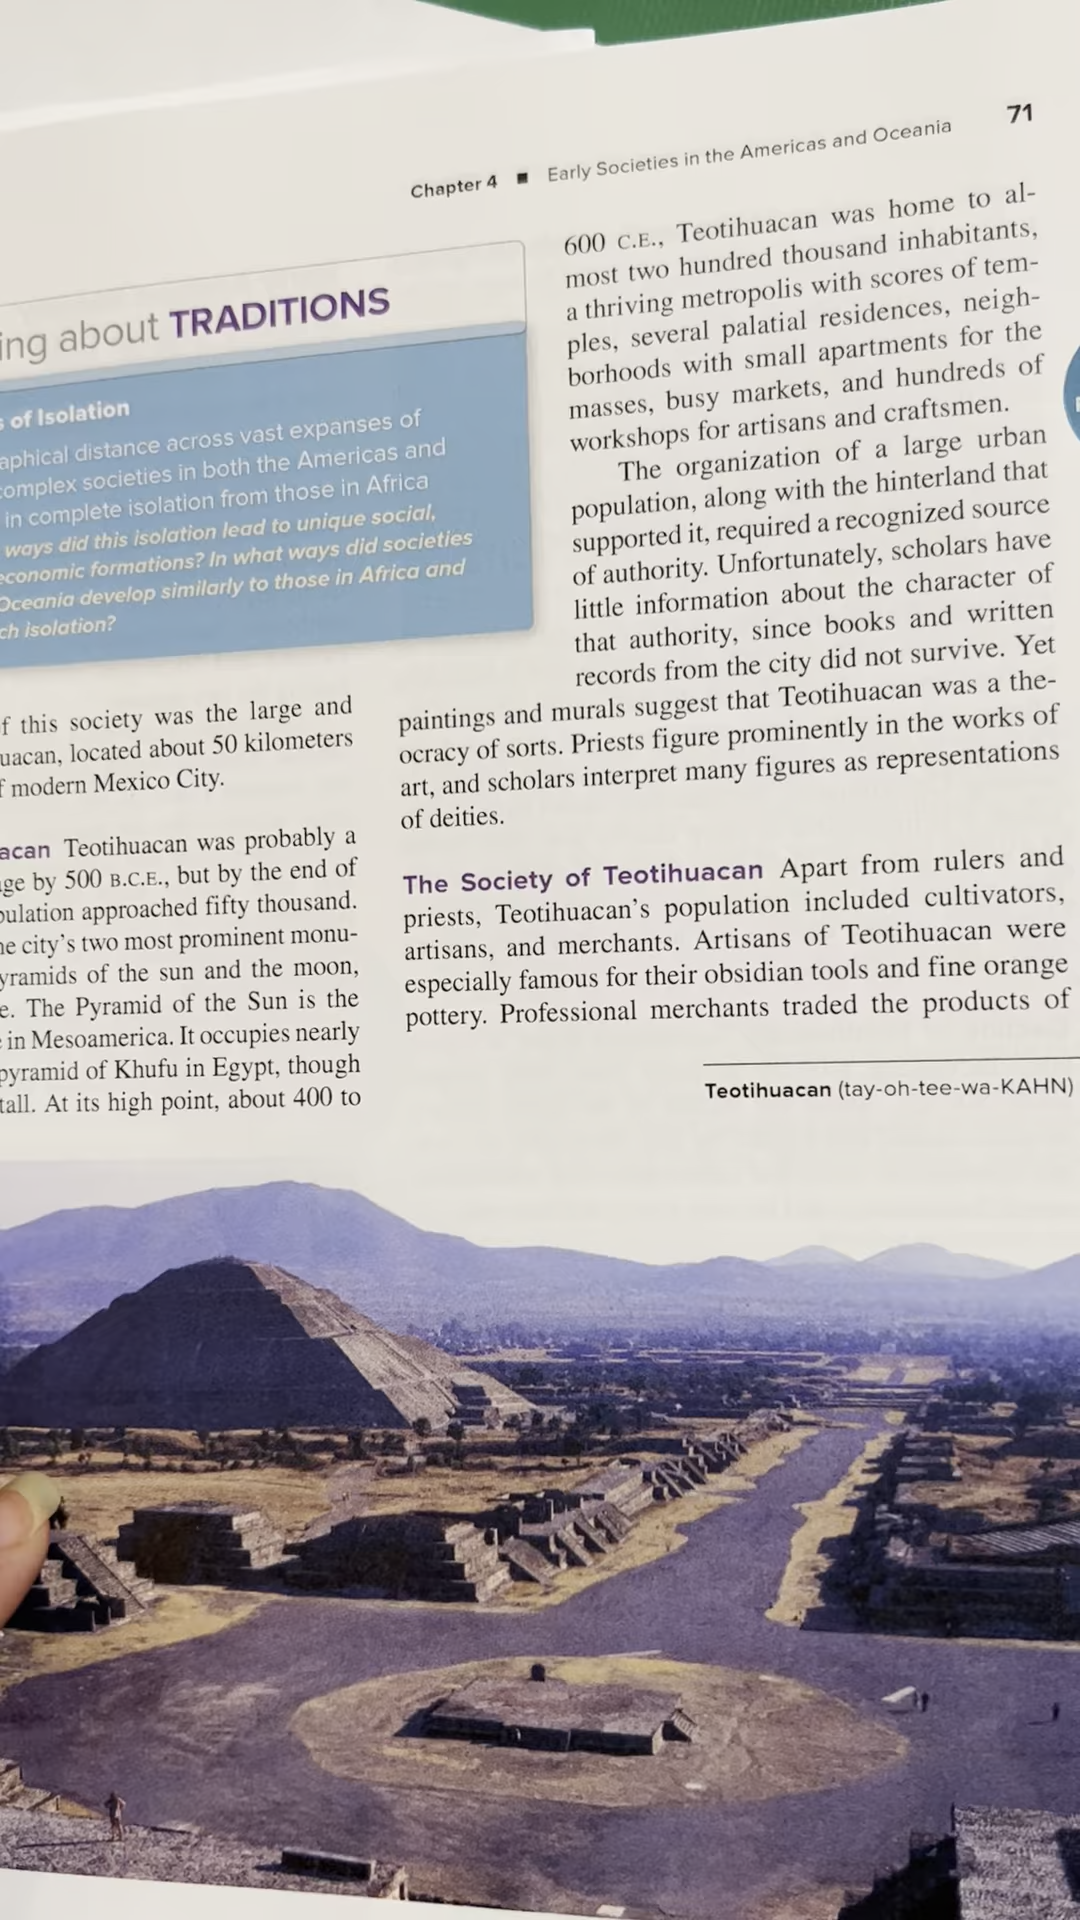 71
Chapter 4 ■ Early Societies in the Americas and Oceania
about TRADITIONS
of Isolation
distance across vast expanses of
societies in both the Americas and
in complete isolation from those in Africa
ways did this isolation lead to unique social,
economic formations? In what ways did societies
Oceania develop similarly to those in Africa and
isolation?
this society was the large and
located about 50 kilometers
modern Mexico City.
Teotihuacan was probably a
by 500 B.C.E., but by the end of
approached fifty thousand.
city's two most prominent monu-
of the sun and the moon,
The Pyramid of the Sun is the
in Mesoamerica. It occupies nearly
pyramid of Khufu in Egypt, though
tall. At its high point, about 400 to
600 C.E., Teotihuacan was home to al-
most two hundred thousand inhabitants,
a thriving metropolis with scores of tem-
ples, several palatial residences, neigh-
borhoods with small apartments for the
masses, busy markets, and hundreds of
workshops for artisans and craftsmen.
The organization of a large urban
population, along with the hinterland that
supported it, required a recognized source
of authority. Unfortunately, scholars have
little information about the character of
that authority, since books and written
records from the city did not survive. Yet
paintings and murals suggest that Teotihuacan was a the-
ocracy of sorts. Priests figure prominently in the works of
art, and scholars interpret many figures as representations
of deities.
The Society of Teotihuacan Apart from rulers and
priests, Teotihuacan's population included cultivators,
artisans, and merchants. Artisans of Teotihuacan were
especially famous for their obsidian tools and fine orange
pottery. Professional merchants traded the products of
Teotihuacan (tay-oh-tee-wa-KAHN)